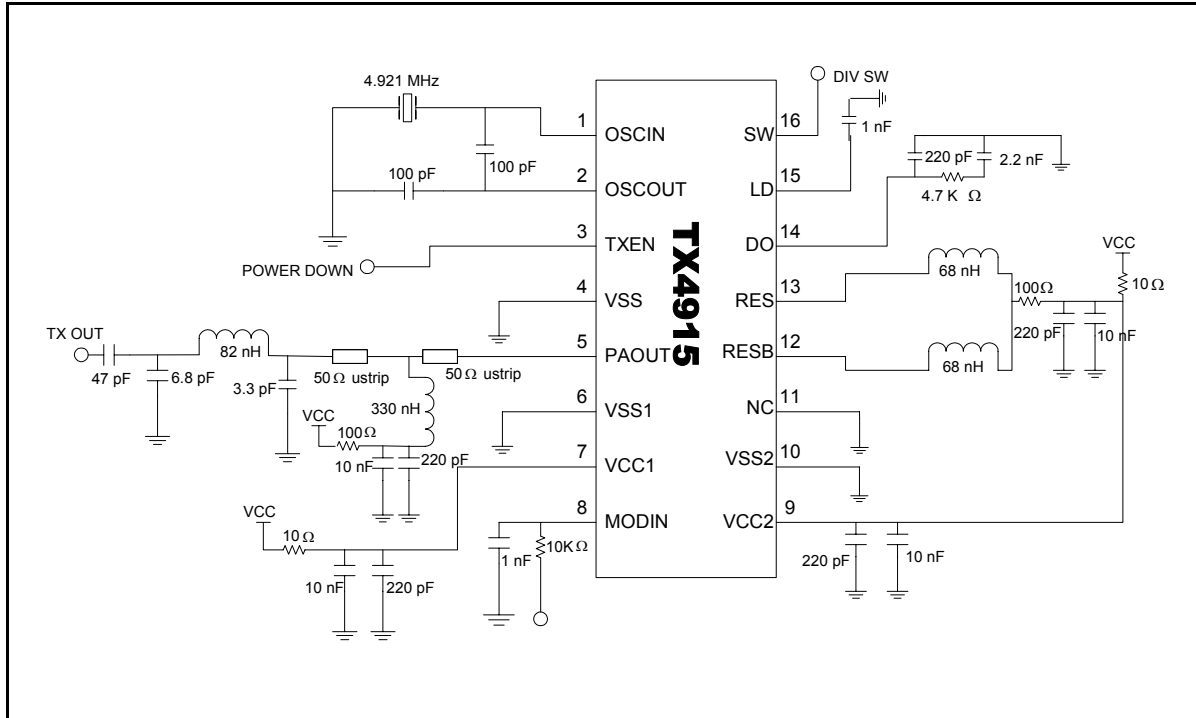 4.921 MHz
100 pF
100 pF
POWER DOWN
TX OUT
47 pF
6.8 pF
82 nH
3.3 pF
50Ω ustrip
50Ω ustrip
330 nH
VCC
100Ω
10 nF
220 pF
VCC
10Ω
10 nF
220 pF
1 nF
10KΩ
1
OSCIN
2
OSCOUT
3
TXEN
4
VSS
5
PAOUT
6
VSS1
7
VCC1
8
MODIN
TX4915
SW
16
LD
15
DO
14
RES
13
RESB
12
NC
11
VSS2
10
VCC2
9
DIV SW
1 nF
220 pF
2.2 nF
4.7 K Ω
68 nH
68 nH
100Ω
VCC
10Ω
220 pF
10 nF
220 pF
10 nF